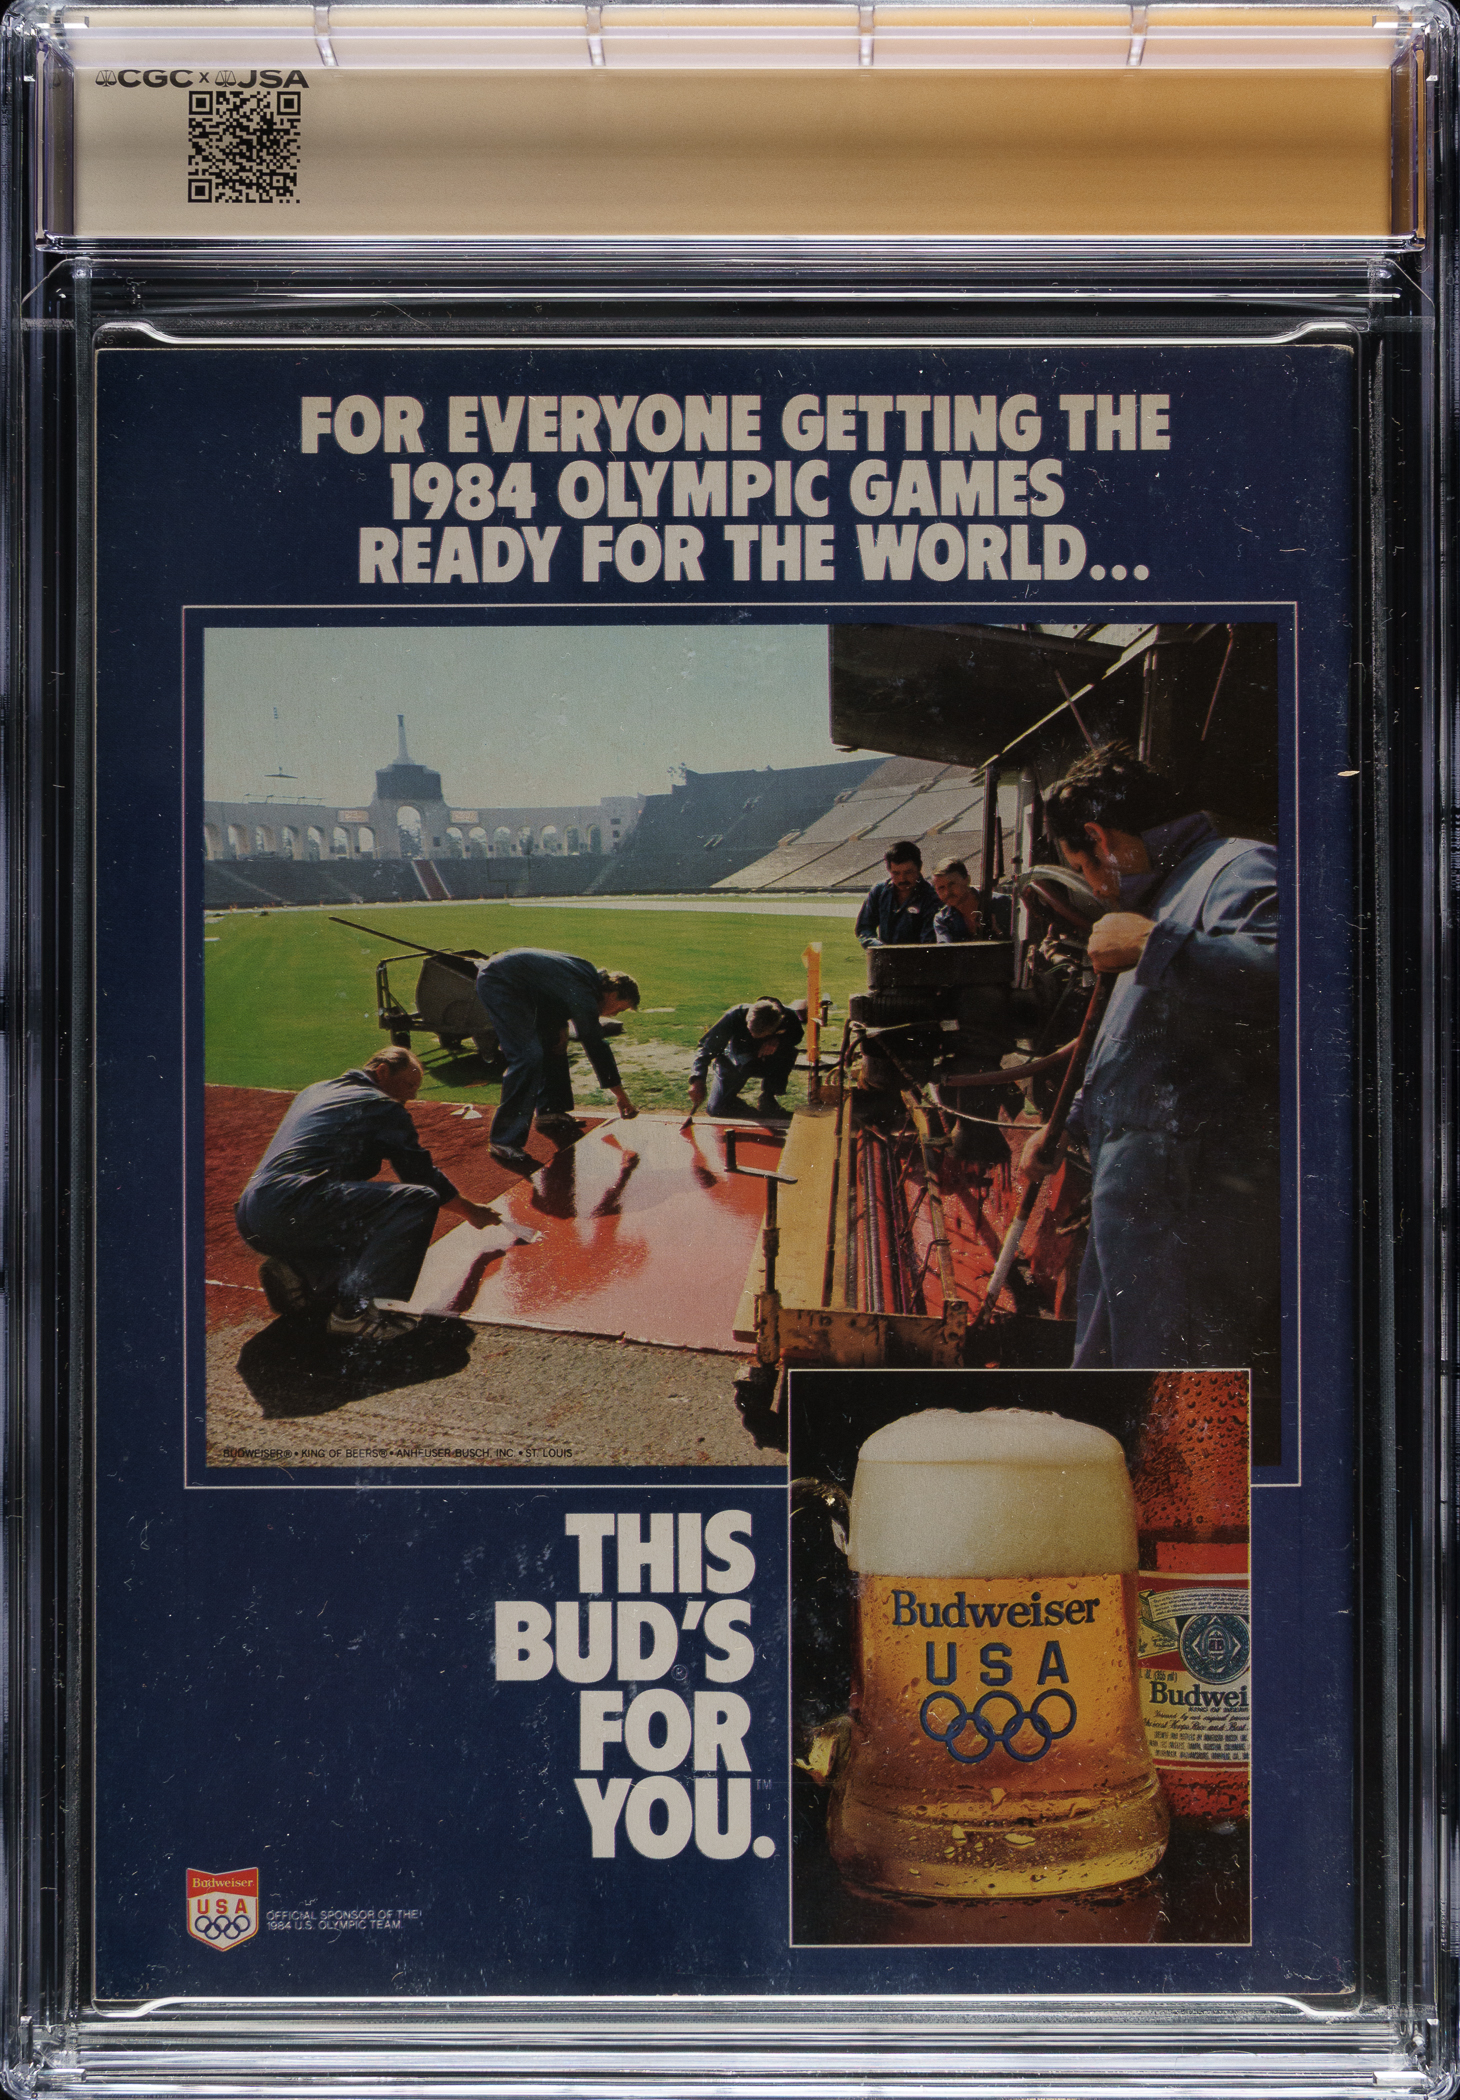 CGC x JSA
FOR EVERYONE GETTING THE
1984 OLYMPIC GAMES
READY FOR THE WORLD...
BUDWEISER® • KING OF BEERS® • ANHEUSER-BUSCH, INC. • ST. LOUIS
THIS
BUD'S®
FOR
YOU.™
Budweiser
USA
Budwei
Budweiser
USA
OFFICIAL SPONSOR OF THE
1984 U.S. OLYMPIC TEAM.